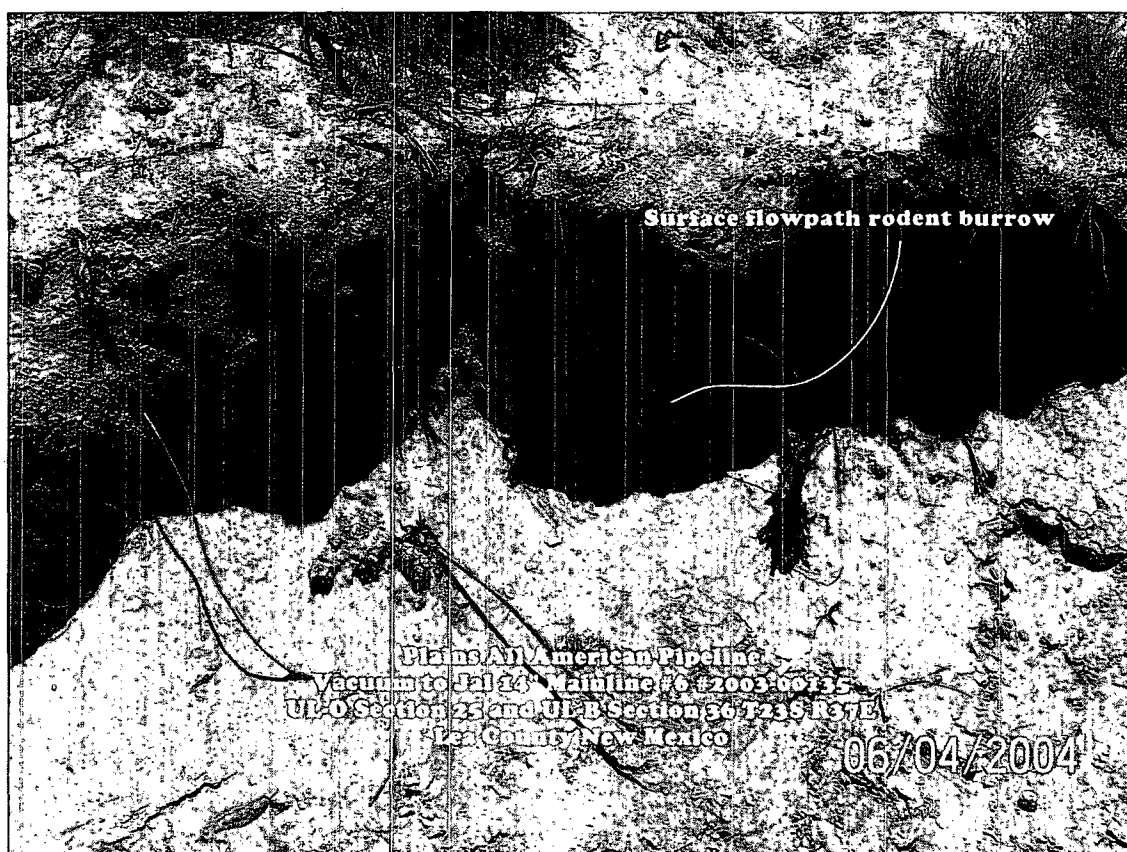 Surface flowpath rodent burrow
Plains All American Pipeline
Vacuum to Jal 14" Mainline #6 #2003-00135
UL-O Section 25 and UL-B Section 36 T23S R37E
Lea County New Mexico
06/04/2004